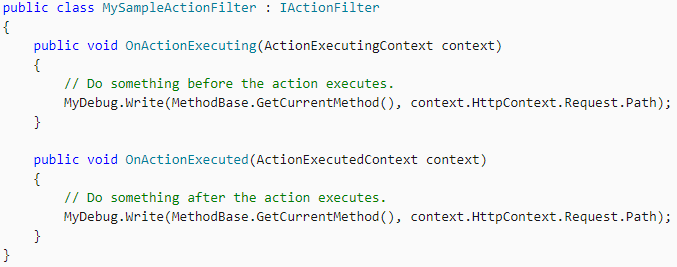 public class MySampleActionFilter : IActionFilter
{
    public void OnActionExecuting(ActionExecutingContext context)
    {
        // Do something before the action executes.
        MyDebug.Write(MethodBase.GetCurrentMethod(), context.HttpContext.Request.Path);
    }

    public void OnActionExecuted(ActionExecutedContext context)
    {
        // Do something after the action executes.
        MyDebug.Write(MethodBase.GetCurrentMethod(), context.HttpContext.Request.Path);
    }
}